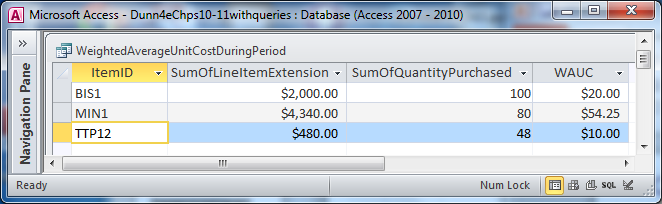 Microsoft Access - Dunn4eChps10-11withqueries : Database (Access 2007 - 2010)
WeightedAverageUnitCostDuringPeriod
ItemID SumOfLineItemExtension SumOfQuantityPurchased WAUC
BIS1 $2,000.00 100 $20.00
MIN1 $4,340.00 80 $54.25
TTP12 $480.00 48 $10.00
Navigation Pane
Ready Num Lock SQL